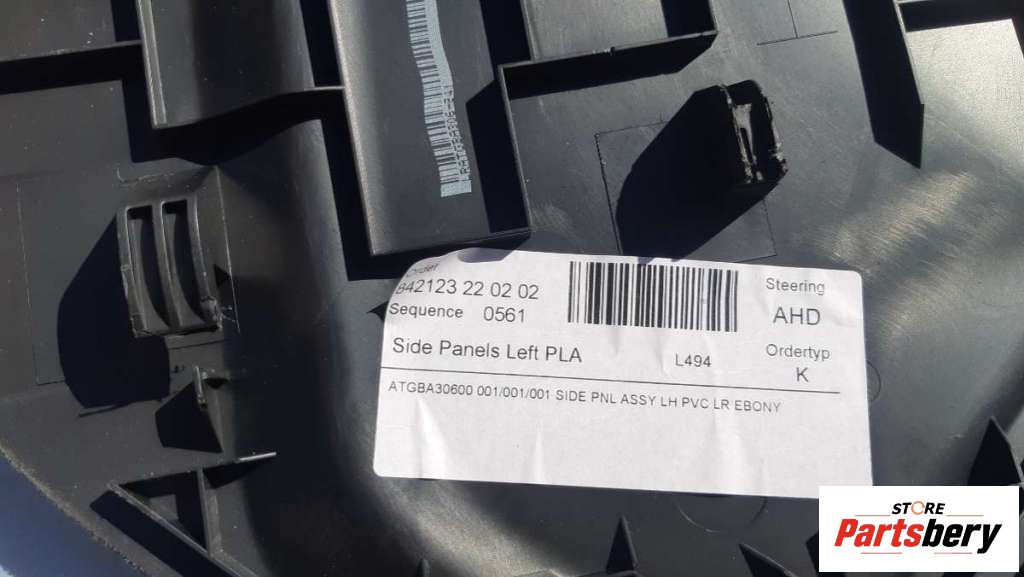 Order
842123 22 02 02
Sequence 0561
Steering
AHD
Side Panels Left PLA
L494
Ordertyp
K
ATGBA30600 001/001/001 SIDE PNL ASSY LH PVC LR EBONY
STORE
Partsbery